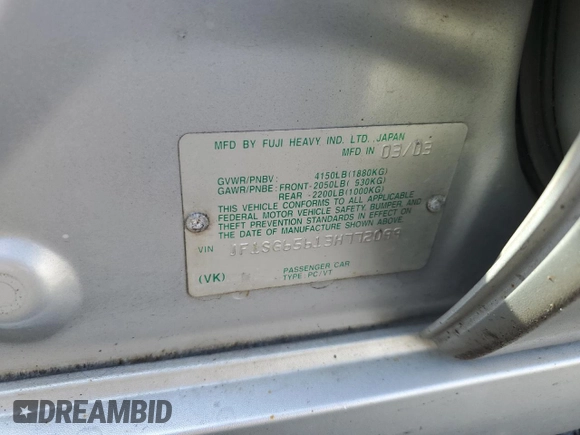 MFD BY FUJI HEAVY IND. LTD. JAPAN
MFD IN 03/03
GVWR/PNBV: 4150LB(1880KG)
GAWR/PNBE: FRONT-2050LB( 930KG)
REAR -2200LB(1000KG)
THIS VEHICLE CONFORMS TO ALL APPLICABLE
FEDERAL MOTOR VEHICLE SAFETY, BUMPER, AND
THEFT PREVENTION STANDARDS IN EFFECT ON
THE DATE OF MANUFACTURE SHOWN ABOVE.
VIN
(VK) PASSENGER CAR
TYPE:PC/VT
DREAMBID